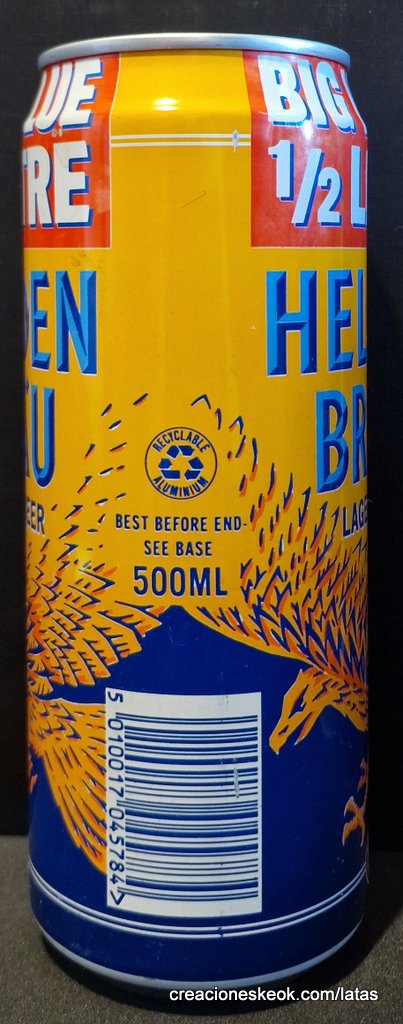 LUE
TRE
BIG
1/2 L
DEN
HEL
U
BR
EER
LAGE
RECYCLABLE
ALUMINIUM
BEST BEFORE END-
SEE BASE
500ML
5 010017 045784 >
creacioneskeok.com/latas